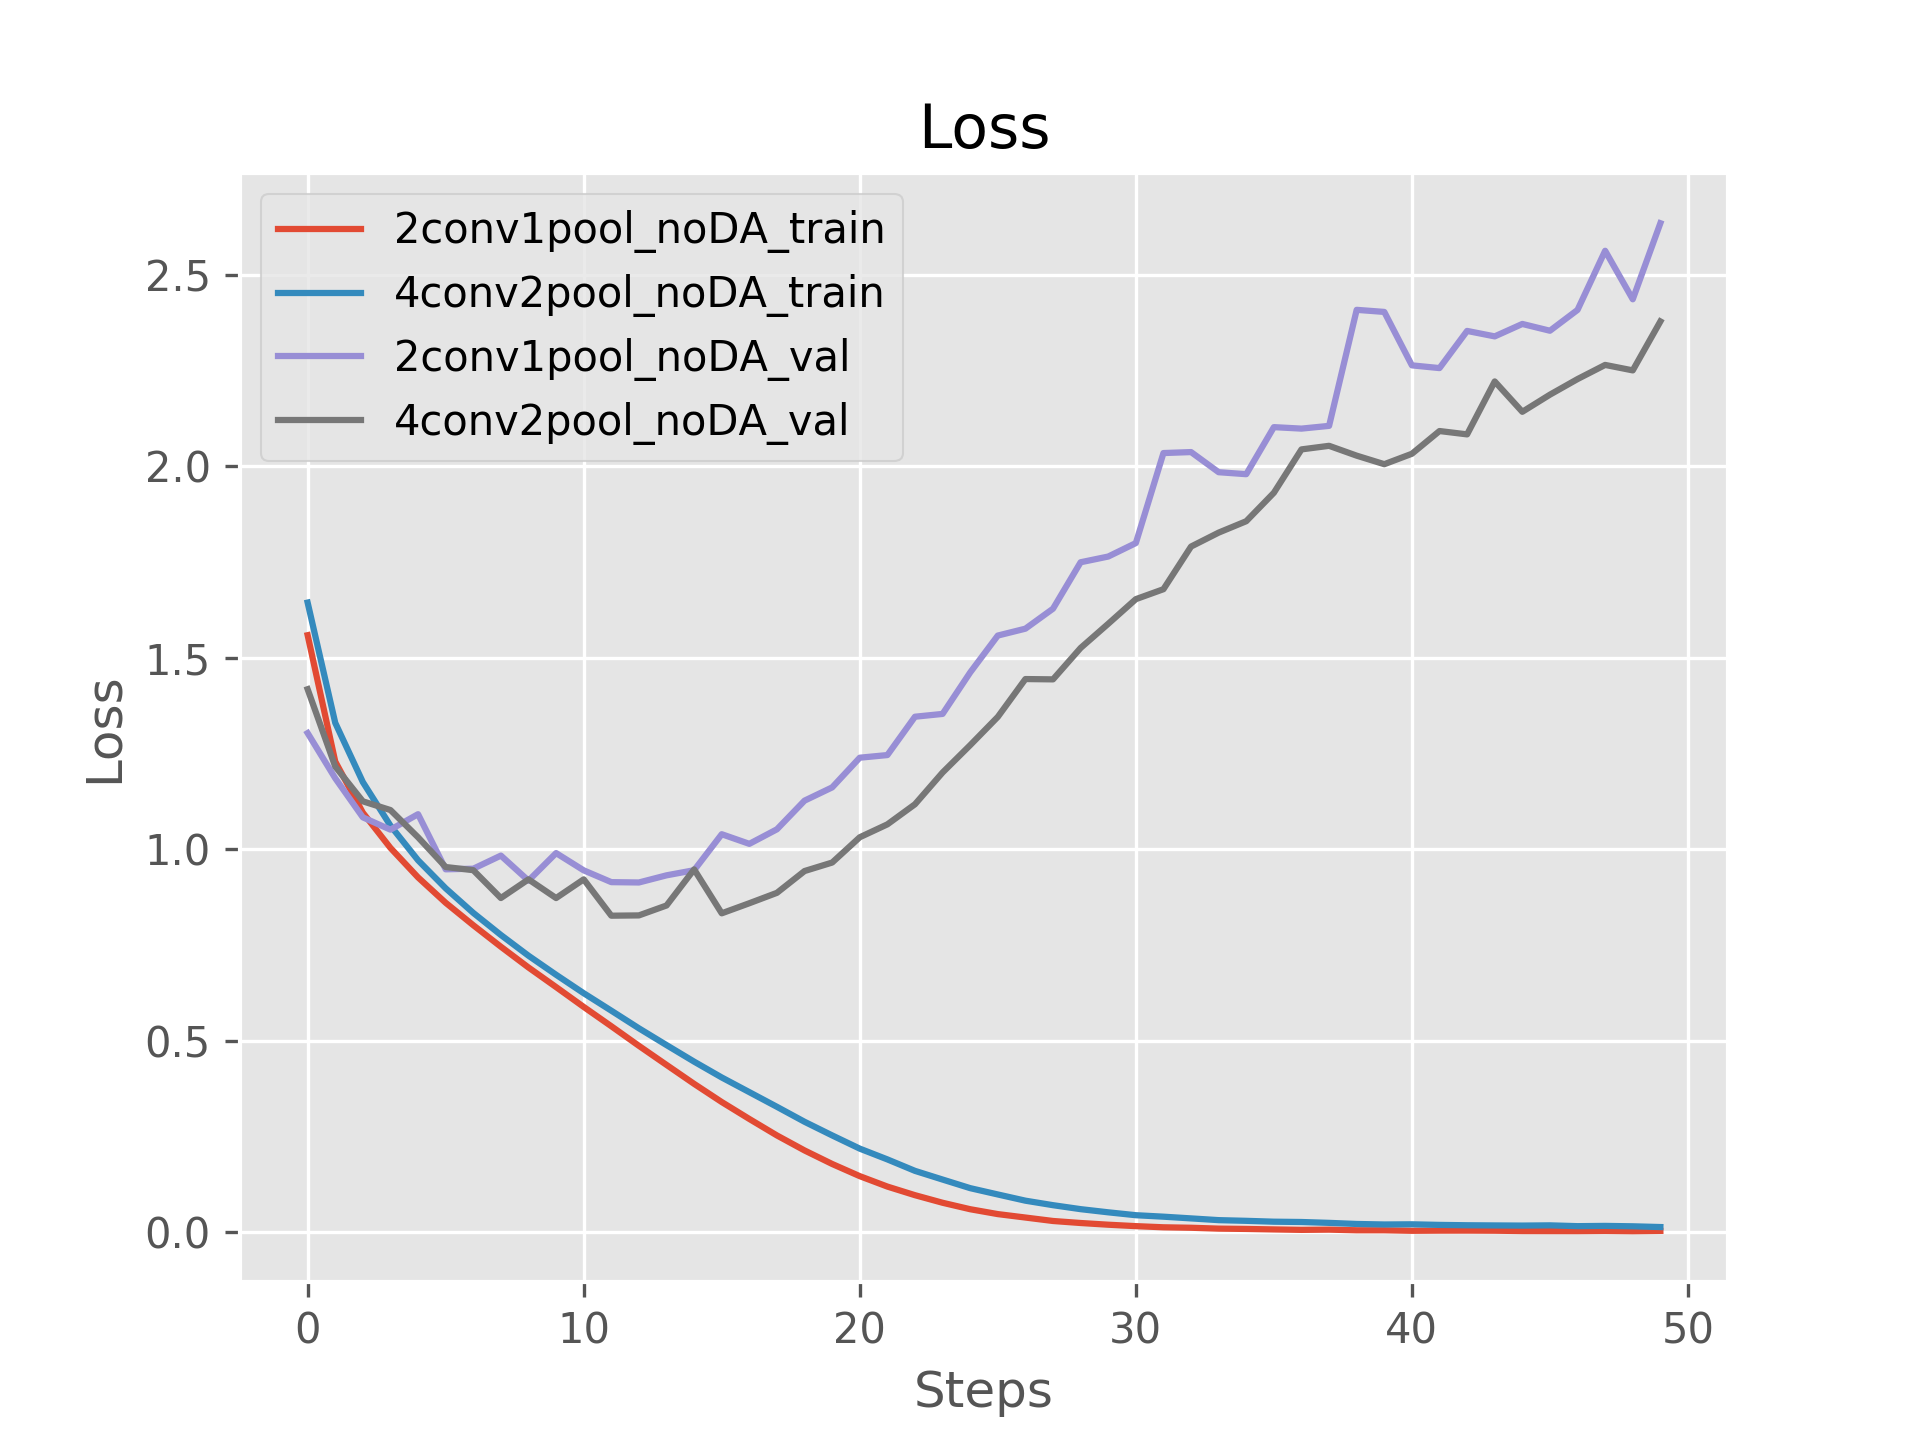 Loss
2conv1pool_noDA_train
4conv2pool_noDA_train
2conv1pool_noDA_val
4conv2pool_noDA_val
2.5
2.0
1.5
1.0
0.5
0.0
Loss
0 10 20 30 40 50
Steps